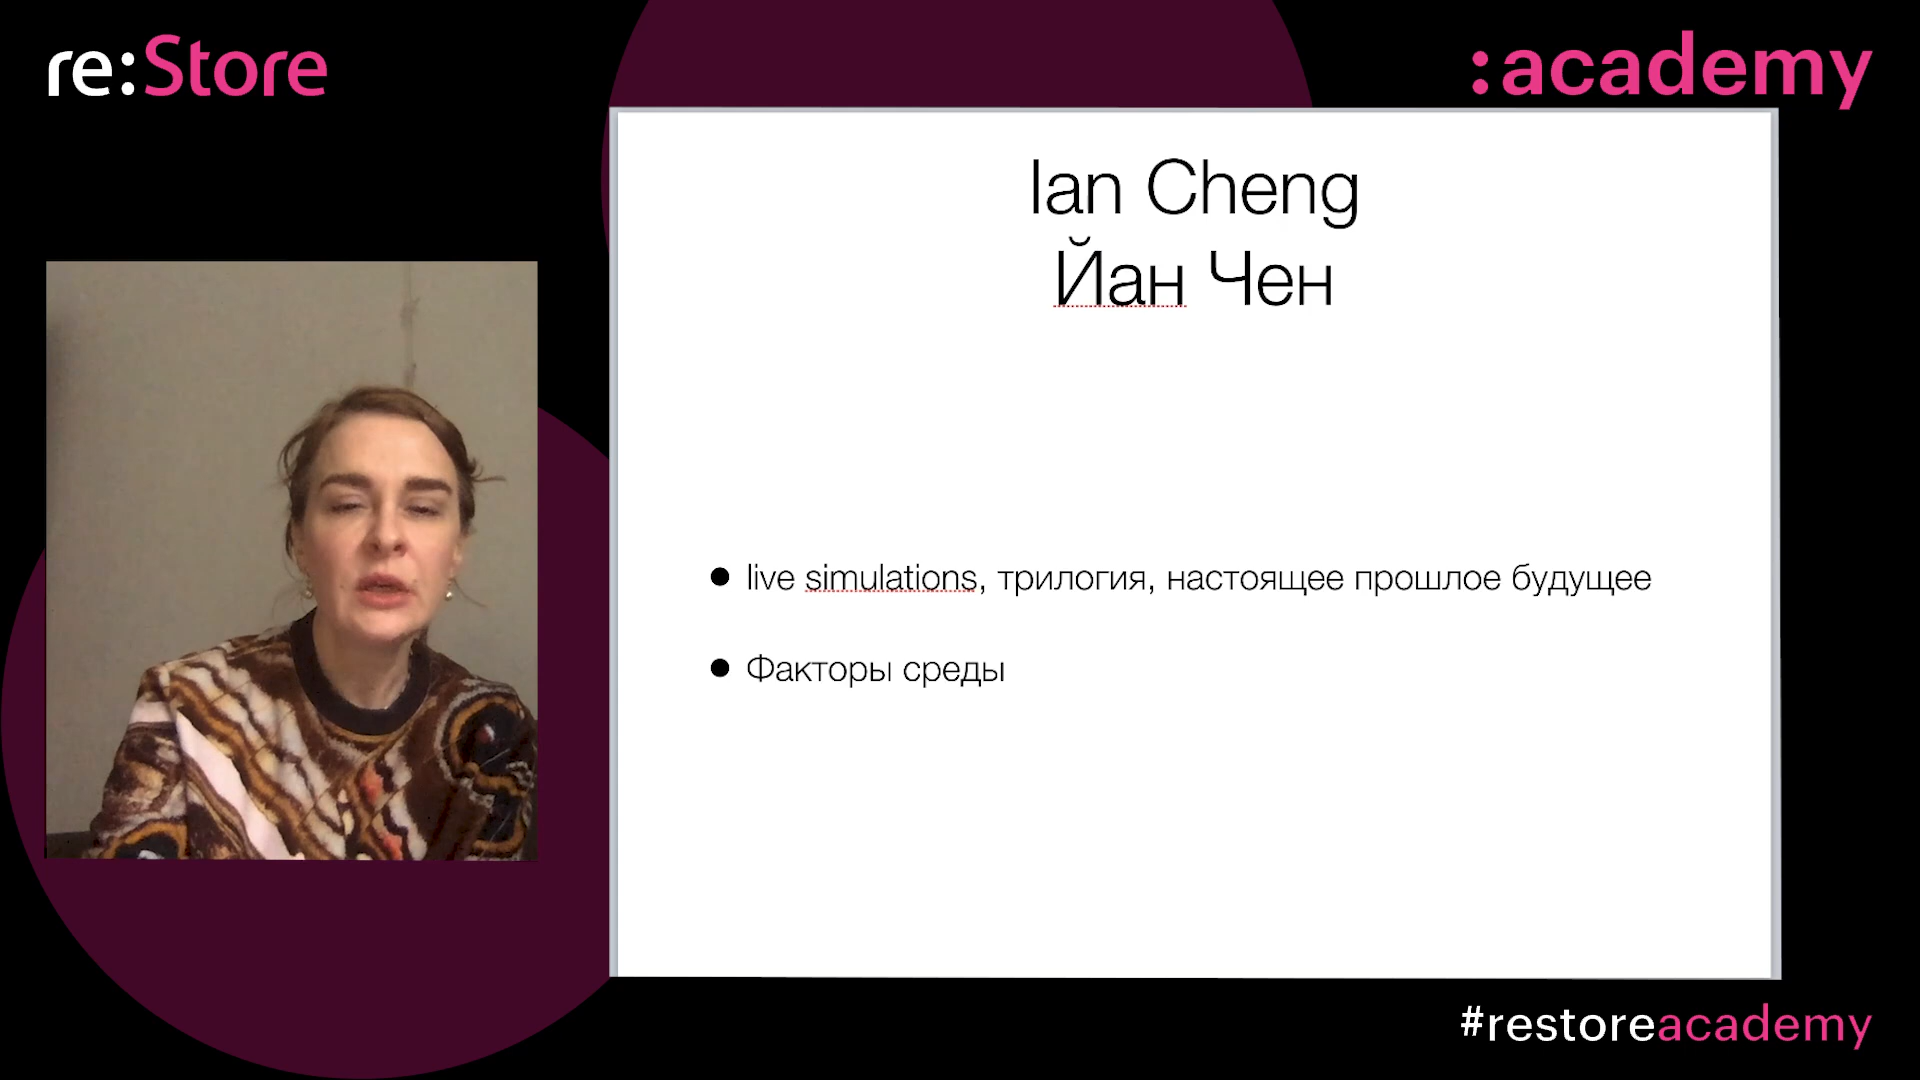 re:Store
:academy
Ian Cheng
Йан Чен
live simulations, трилогия, настоящее прошлое будущее
Факторы среды
#restoreacademy